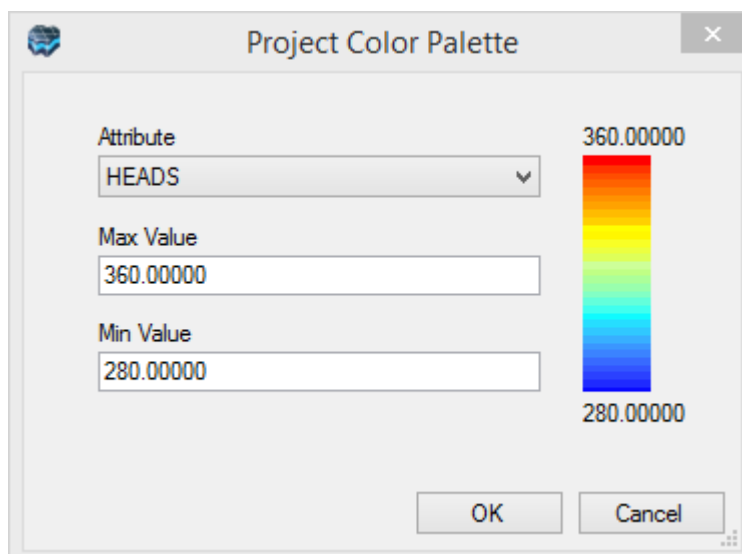 Project Color Palette
Attribute
HEADS
Max Value
360.00000
Min Value
280.00000
360.00000
280.00000
OK
Cancel